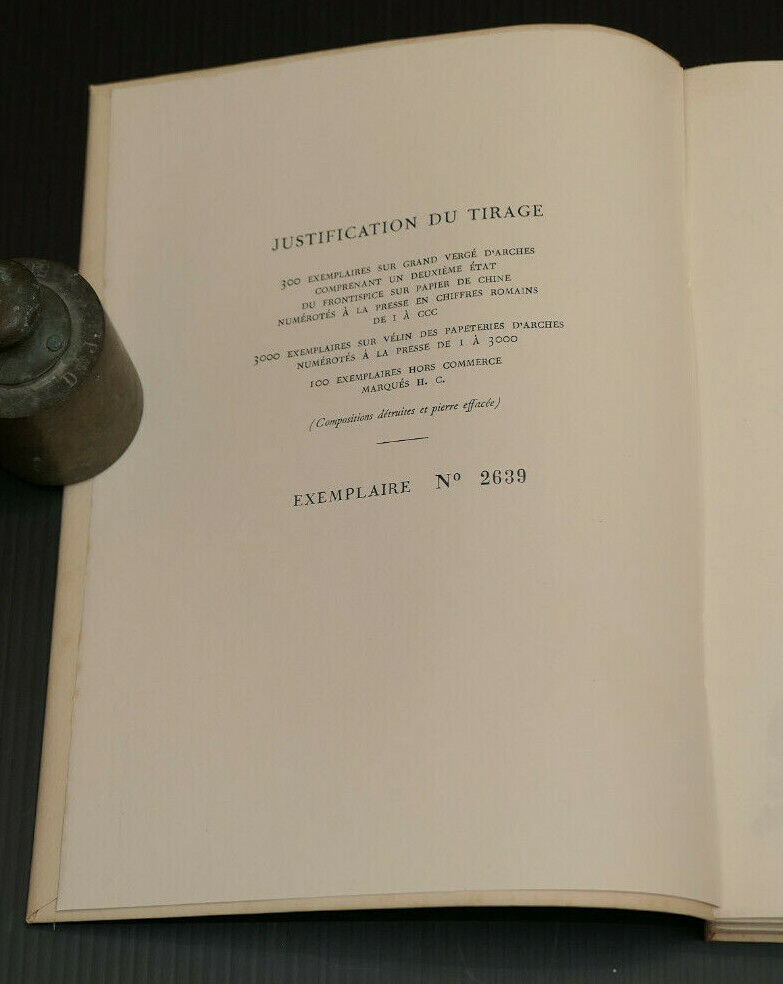 JUSTIFICATION DU TIRAGE
300 EXEMPLAIRES SUR GRAND VERGÉ D'ARCHES
COMPRENANT UN DEUXIÈME ÉTAT
DU FRONTISPICE SUR PAPIER DE CHINE
NUMÉROTÉS À LA PRESSE EN CHIFFRES ROMAINS
DE I À CCC
3000 EXEMPLAIRES SUR VÉLIN DES PAPETERIES D'ARCHES
NUMÉROTÉS À LA PRESSE DE 1 À 3000
100 EXEMPLAIRES HORS COMMERCE
MARQUÉS H. C.
(Compositions détruites et pierre effacée)
EXEMPLAIRE Nº 2639